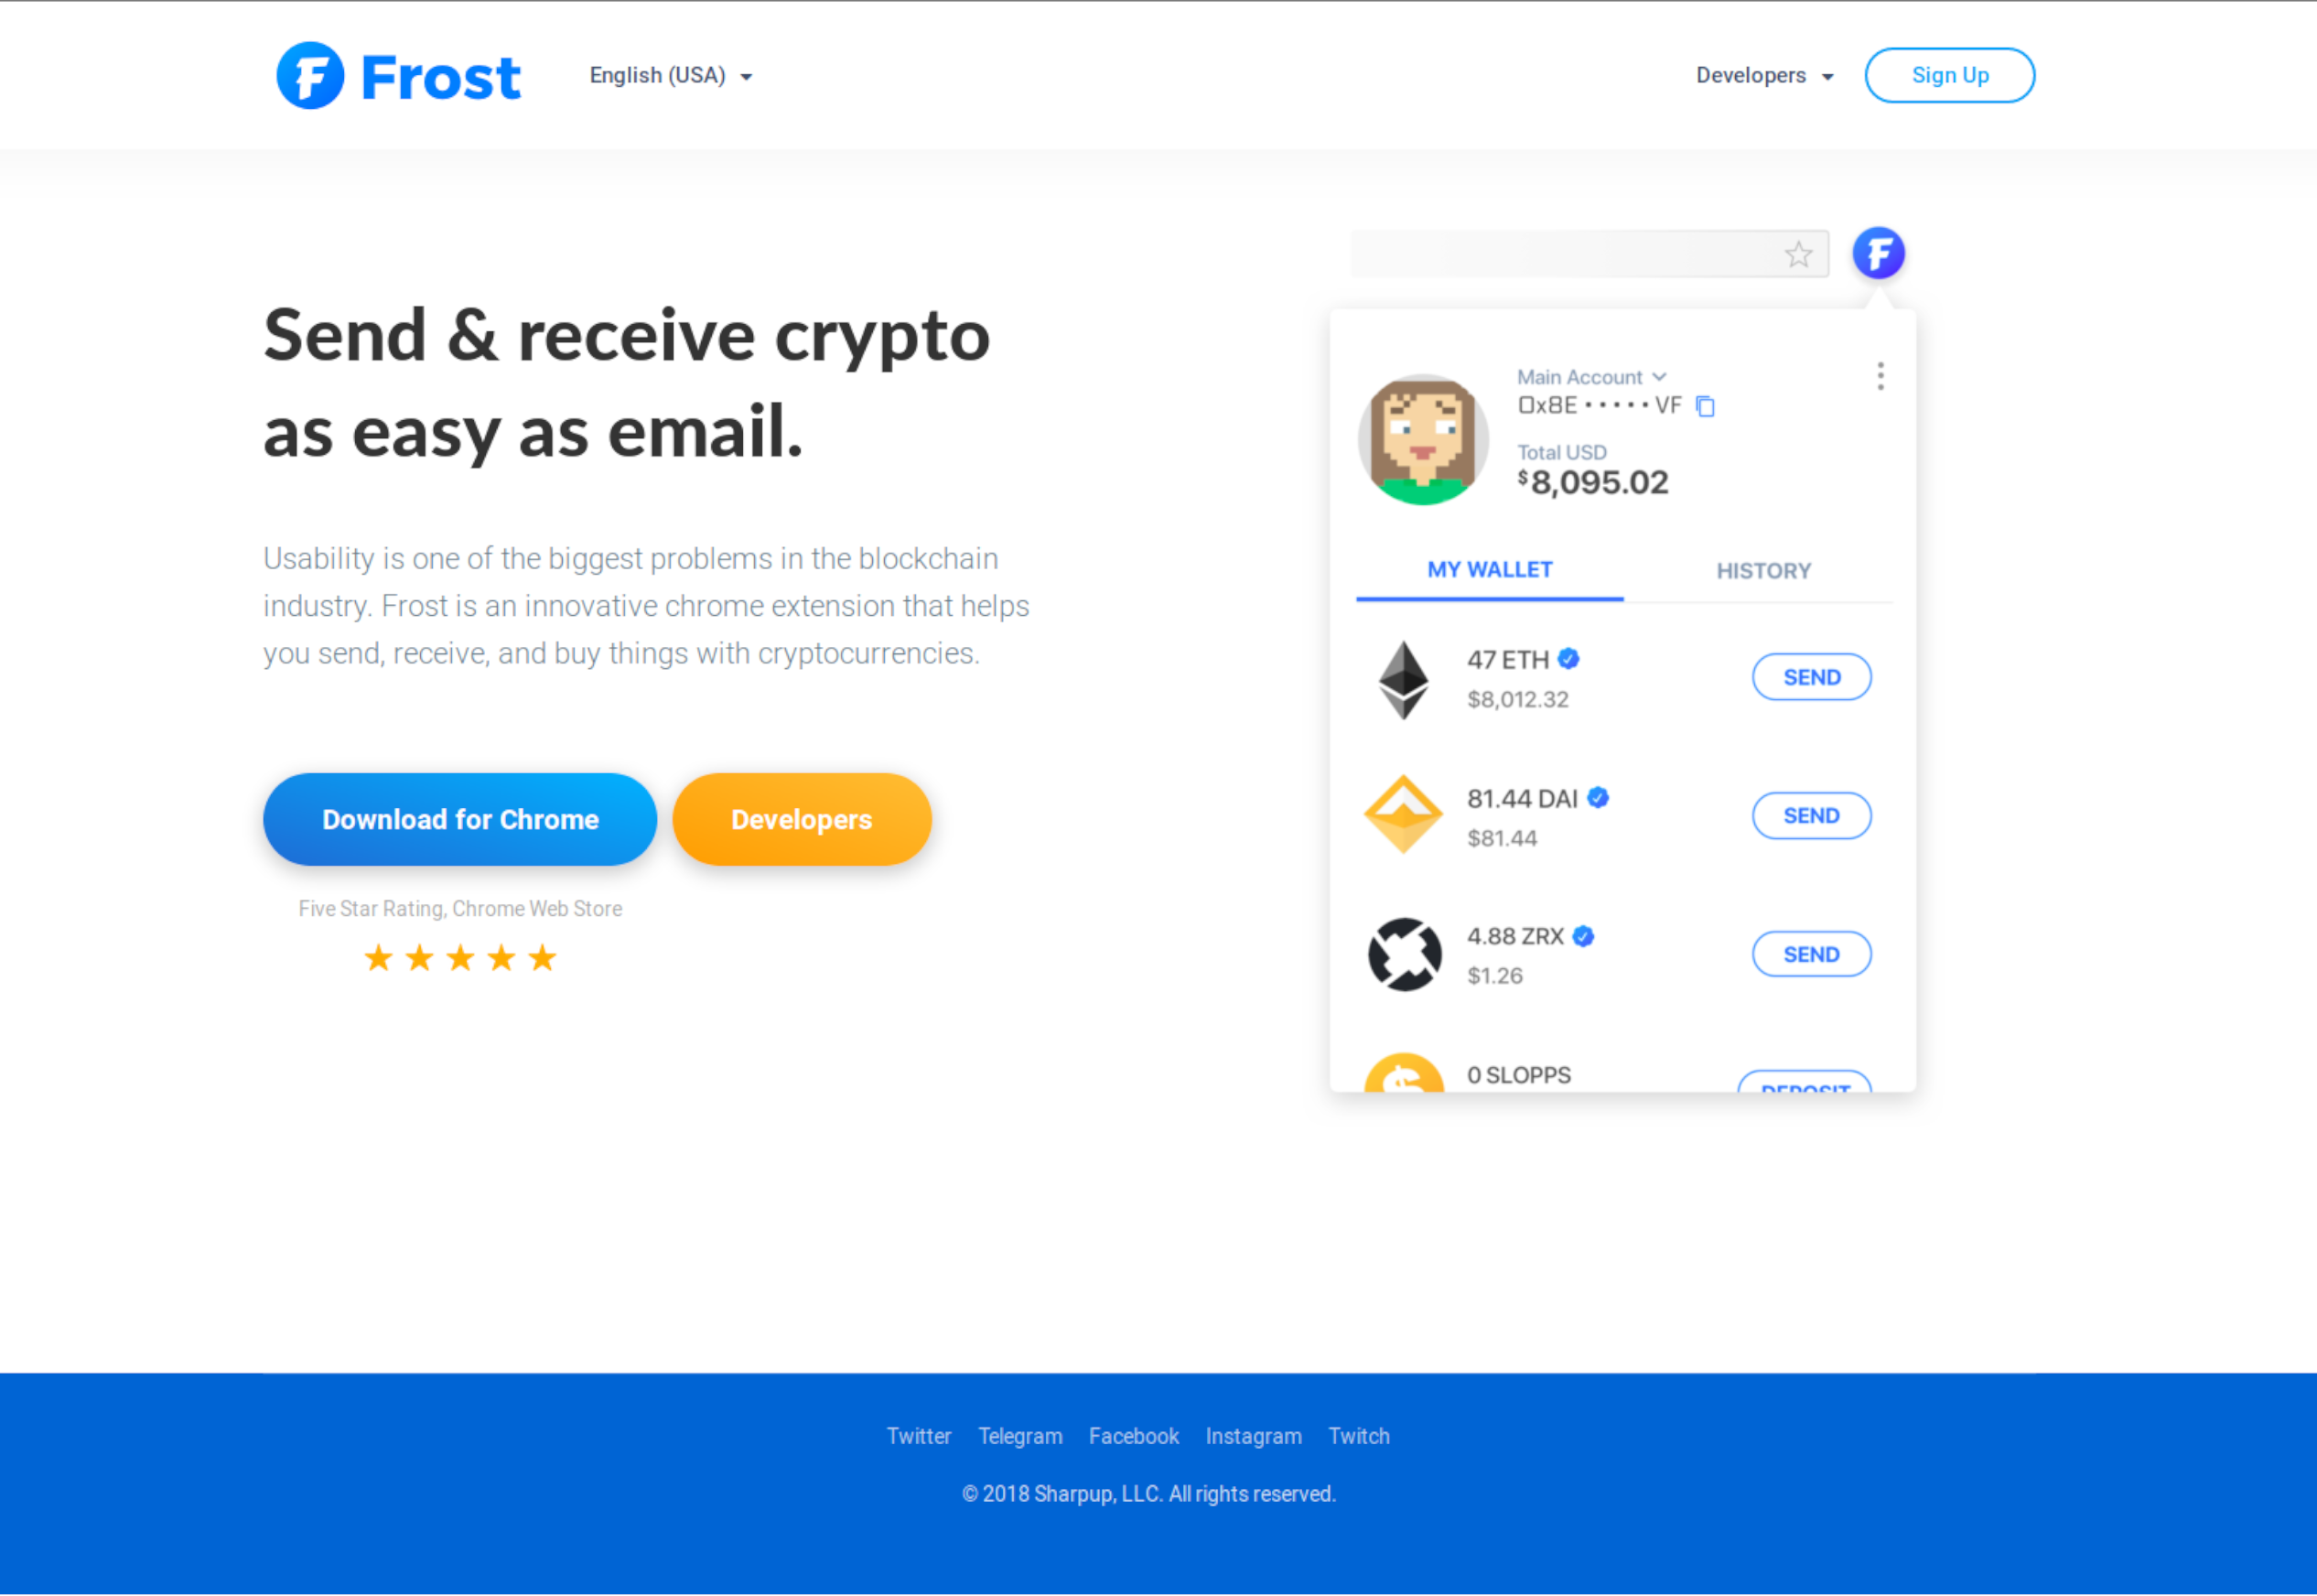 Frost
English (USA)
Developers
Sign Up
Send & receive crypto
as easy as email.
Usability is one of the biggest problems in the blockchain
industry. Frost is an innovative chrome extension that helps
you send, receive, and buy things with cryptocurrencies.
Download for Chrome
Developers
Five Star Rating, Chrome Web Store
Main Account
0x8E•••••VF
Total USD
$8,095.02
MY WALLET
HISTORY
47 ETH
$8,012.32
SEND
81.44 DAI
$81.44
SEND
4.88 ZRX
$1.26
SEND
0 SLOPPS
DEPOSIT
Twitter Telegram Facebook Instagram Twitch
© 2018 Sharpup, LLC. All rights reserved.